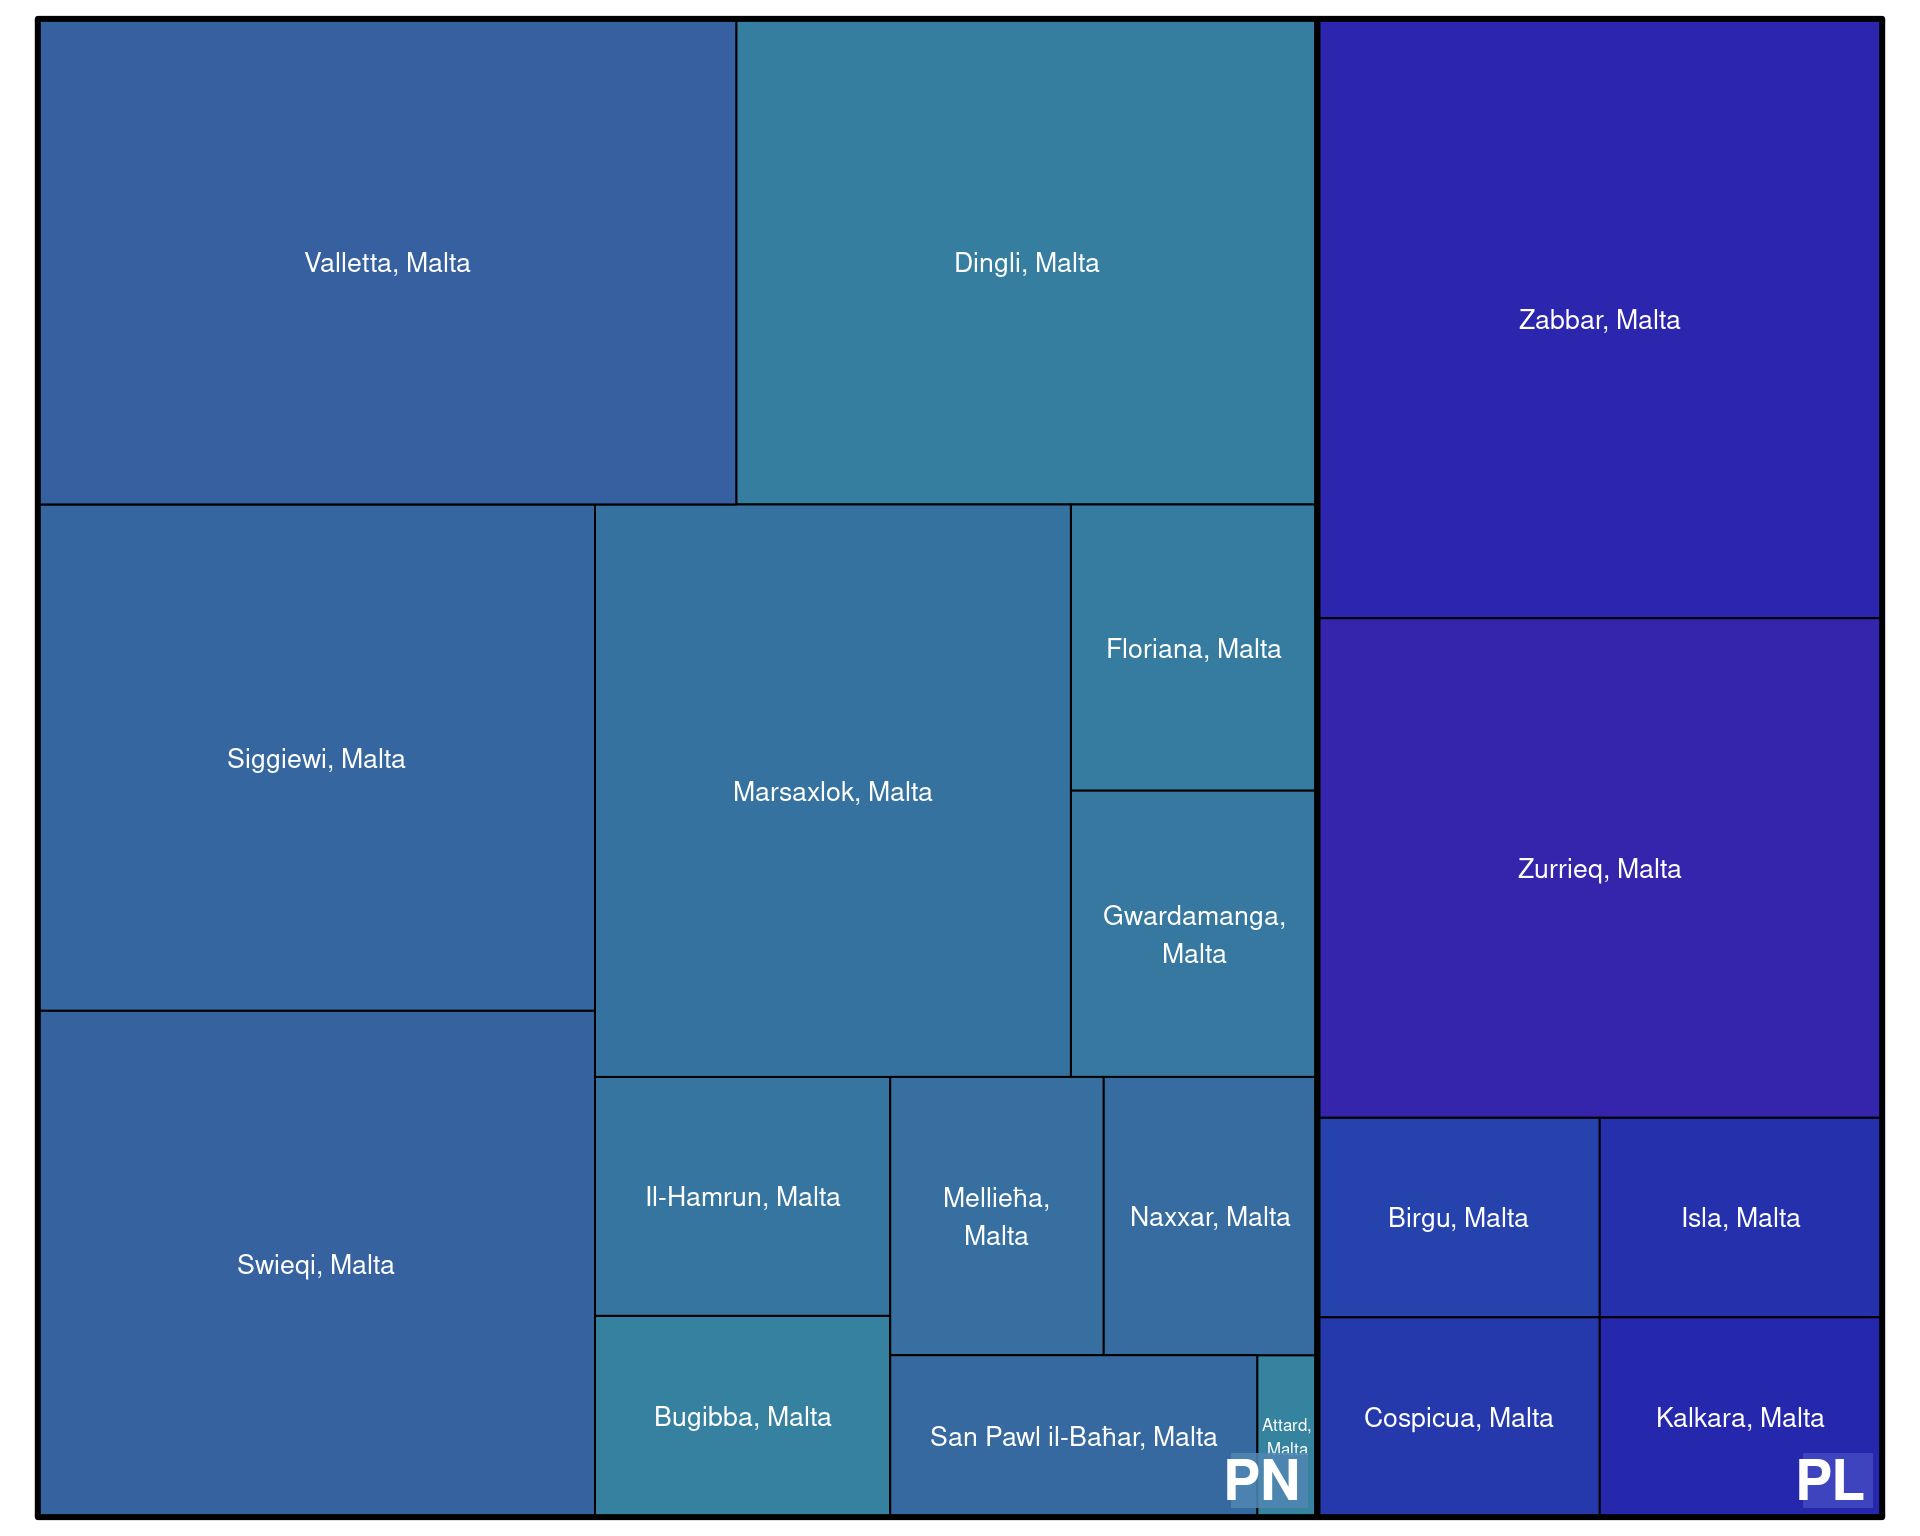 Valletta, Malta
Dingli, Malta
Zabbar, Malta
Siggiewi, Malta
Marsaxlok, Malta
Floriana, Malta
Gwardamanga,
Malta
Zurrieq, Malta
Swieqi, Malta
Il-Hamrun, Malta
Mellieħa,
Malta
Naxxar, Malta
Birgu, Malta
Isla, Malta
Bugibba, Malta
San Pawl il-Baħar, Malta
Attard,
Malta
Cospicua, Malta
Kalkara, Malta
PN
PL